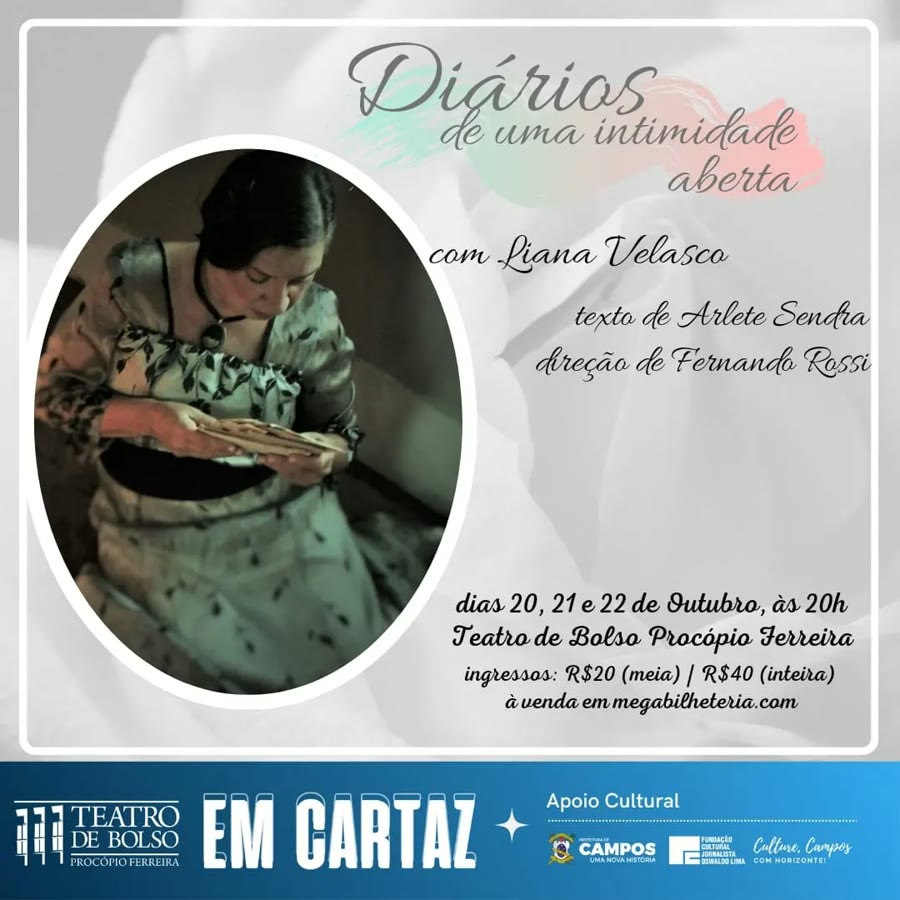 Diários
de uma intimidade
aberta
com Liana Velasco
texto de Arlete Sendra
direção de Fernando Rossi
dias 20, 21 e 22 de Outubro, às 20h
Teatro de Bolso Procópio Ferreira
ingressos: R$20 (meia) | R$40 (inteira)
à venda em megabilheteria.com
TEATRO
DE BOLSO
PROCÓPIO FERREIRA
EM CARTAZ
Apoio Cultural
PREFEITURA DE
CAMPOS
UMA NOVA HISTÓRIA
FUNDAÇÃO
CULTURAL
JORNALISTA
OSWALDO LIMA
Culture, Campos
COM HORIZONTE!